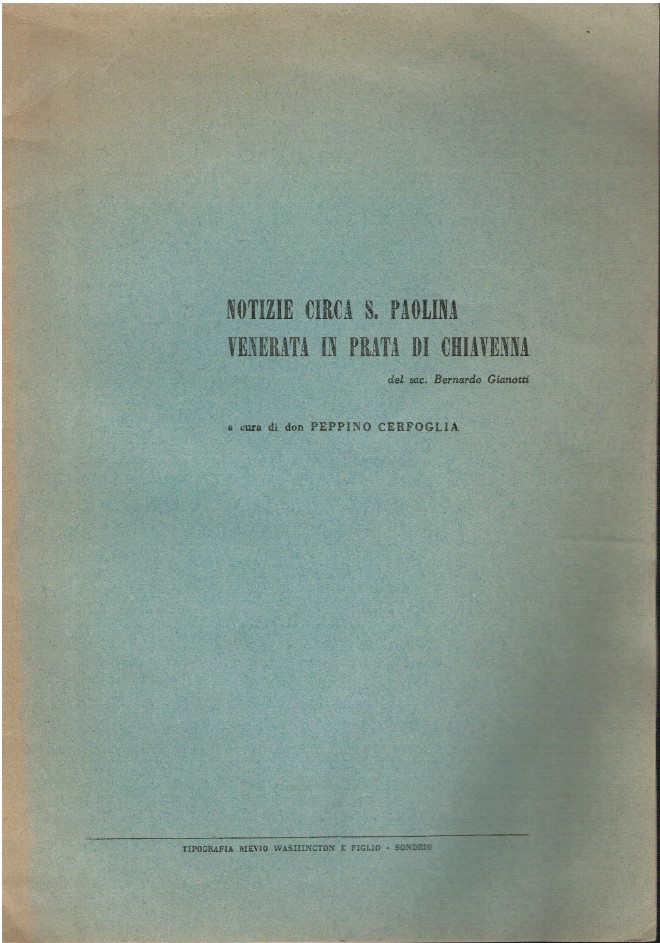 NOTIZIE CIRCA S. PAOLINA
VENERATA IN PRATA DI CHIAVENNA
del sac. Bernardo Gianotti
a cura di don PEPPINO CERFOGLIA
TIPOGRAFIA MEVIO WASHINGTON E FIGLIO - SONDRIO